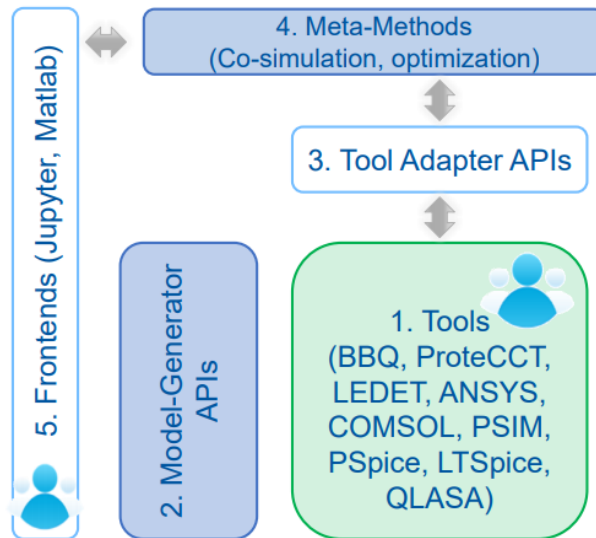 4. Meta-Methods
(Co-simulation, optimization)
3. Tool Adapter APIs
5. Frontends (Jupyter, Matlab)
2. Model-Generator
APIs
1. Tools
(BBQ, ProteCCT,
LEDET, ANSYS,
COMSOL, PSIM,
PSpice, LTSpice,
QLASA)